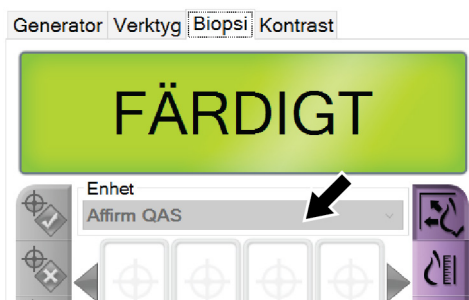 Generator Verktyg Biopsi Kontrast
FÄRDIGT
Enhet
Affirm QAS